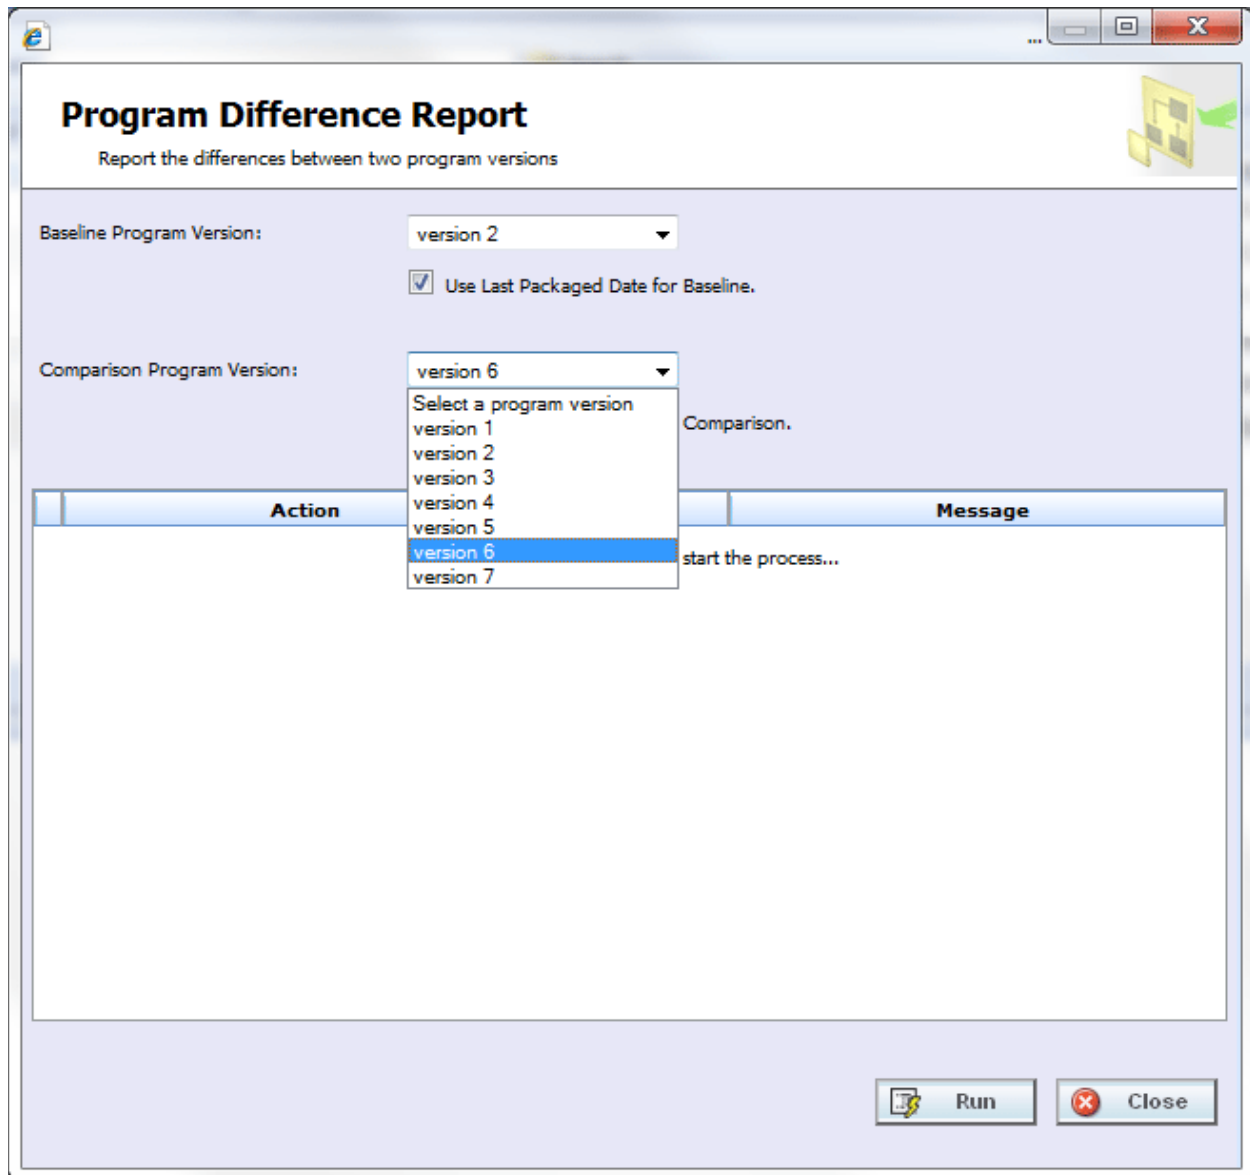 ...
Program Difference Report
Report the differences between two program versions
Baseline Program Version:
version 2
Use Last Packaged Date for Baseline.
Comparison Program Version:
version 6
Select a program version
version 1
Comparison.
version 2
version 3
version 4
version 5
version 6
version 7
Action
Message
start the process...
Run
Close